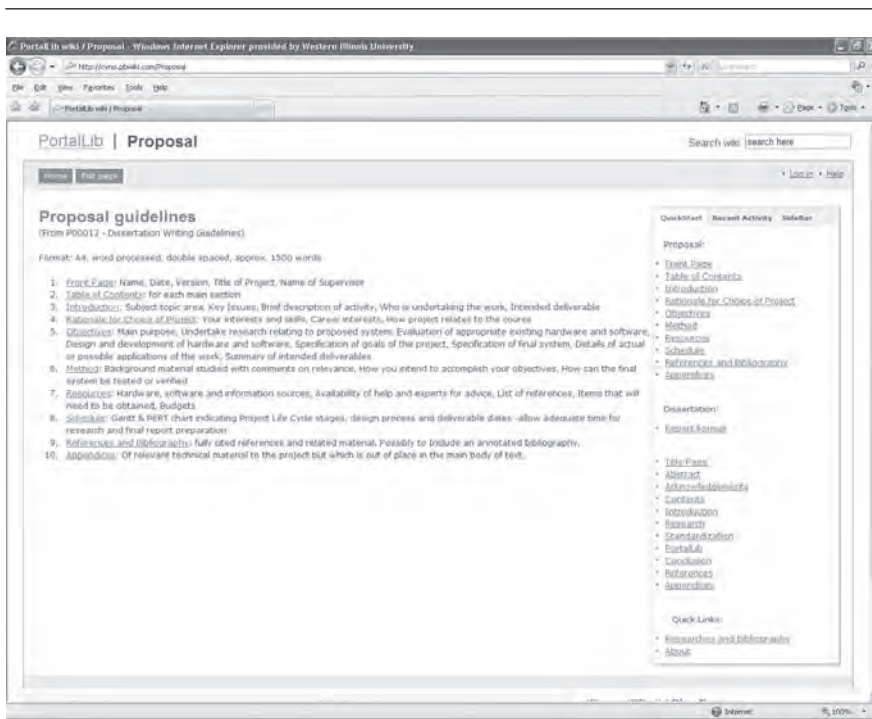 PortalLib wiki / Proposal - Windows Internet Explorer provided by Western Illinois University
File Edit View Favorites Tools Help
PortalLib wiki / Proposal
Page Tools
PortalLib | Proposal
Search wiki search here
Home Edit page
Log in Help
Proposal guidelines
(From P00012 - Dissertation Writing Guidelines)
Format: A4, word processed, double spaced, approx. 1500 words
1. Front Page: Name, Date, Version, Title of Project, Name of Supervisor
2. Table of Contents: for each main section
3. Introduction: Subject topic area, Key Issues, Brief description of activity, Who is undertaking the work, Intended deliverable
4. Rationale for Choice of Project: Your interests and skills, Career interests, How project relates to the course
5. Objectives: Main purpose, Undertake research relating to proposed system, Evaluation of appropriate existing hardware and software,
Design and development of hardware and software, Specification of goals of the project, Specification of final system, Details of actual
or possible applications of the work, Summary of intended deliverables
6. Method: Background material studied with comments on relevance, How you intend to accomplish your objectives, How can the final
system be tested or verified
7. Resources: Hardware, software and information sources, Availability of help and experts for advice, List of references, Items that will
need to be obtained, Budgets
8. Schedule: Gantt & PERT chart indicating Project Life Cycle stages, design process and deliverable dates -allow adequate time for
research and final report preparation
9. References and Bibliography: fully cited references and related material. Possibly to include an annotated bibliography.
10. Appendices: Of relevant technical material to the project but which is out of place in the main body of text.
QuickStart Recent Activity SideBar
Proposal:
Front Page
Table of Contents
Introduction
Rationale for Choice of Project
Objectives
Method
Resources
Schedule
References and Bibliography
Appendices
Dissertation:
Report Format
Title Page
Abstract
Acknowledgements
Contents
Introduction
Research
Standardization
PortalLib
Conclusion
References
Appendices
Quick Links:
Researches and Bibliography
About
Internet 100%